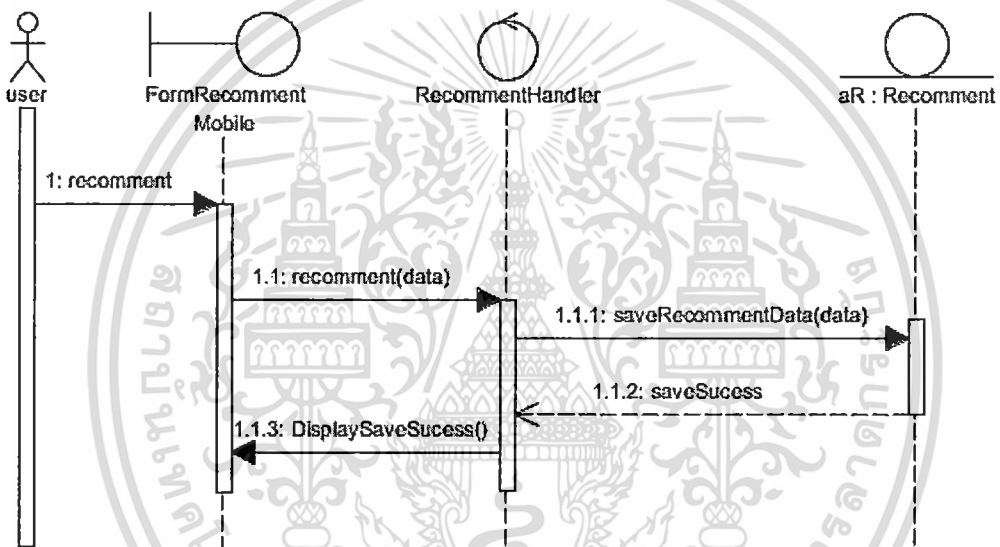 user
FormRecomment
Mobile
RecommentHandler
aR : Recomment
1: recomment
1.1: recomment(data)
1.1.1: saveRecommentData(data)
1.1.2: saveSucess
1.1.3: DisplaySaveSucess()